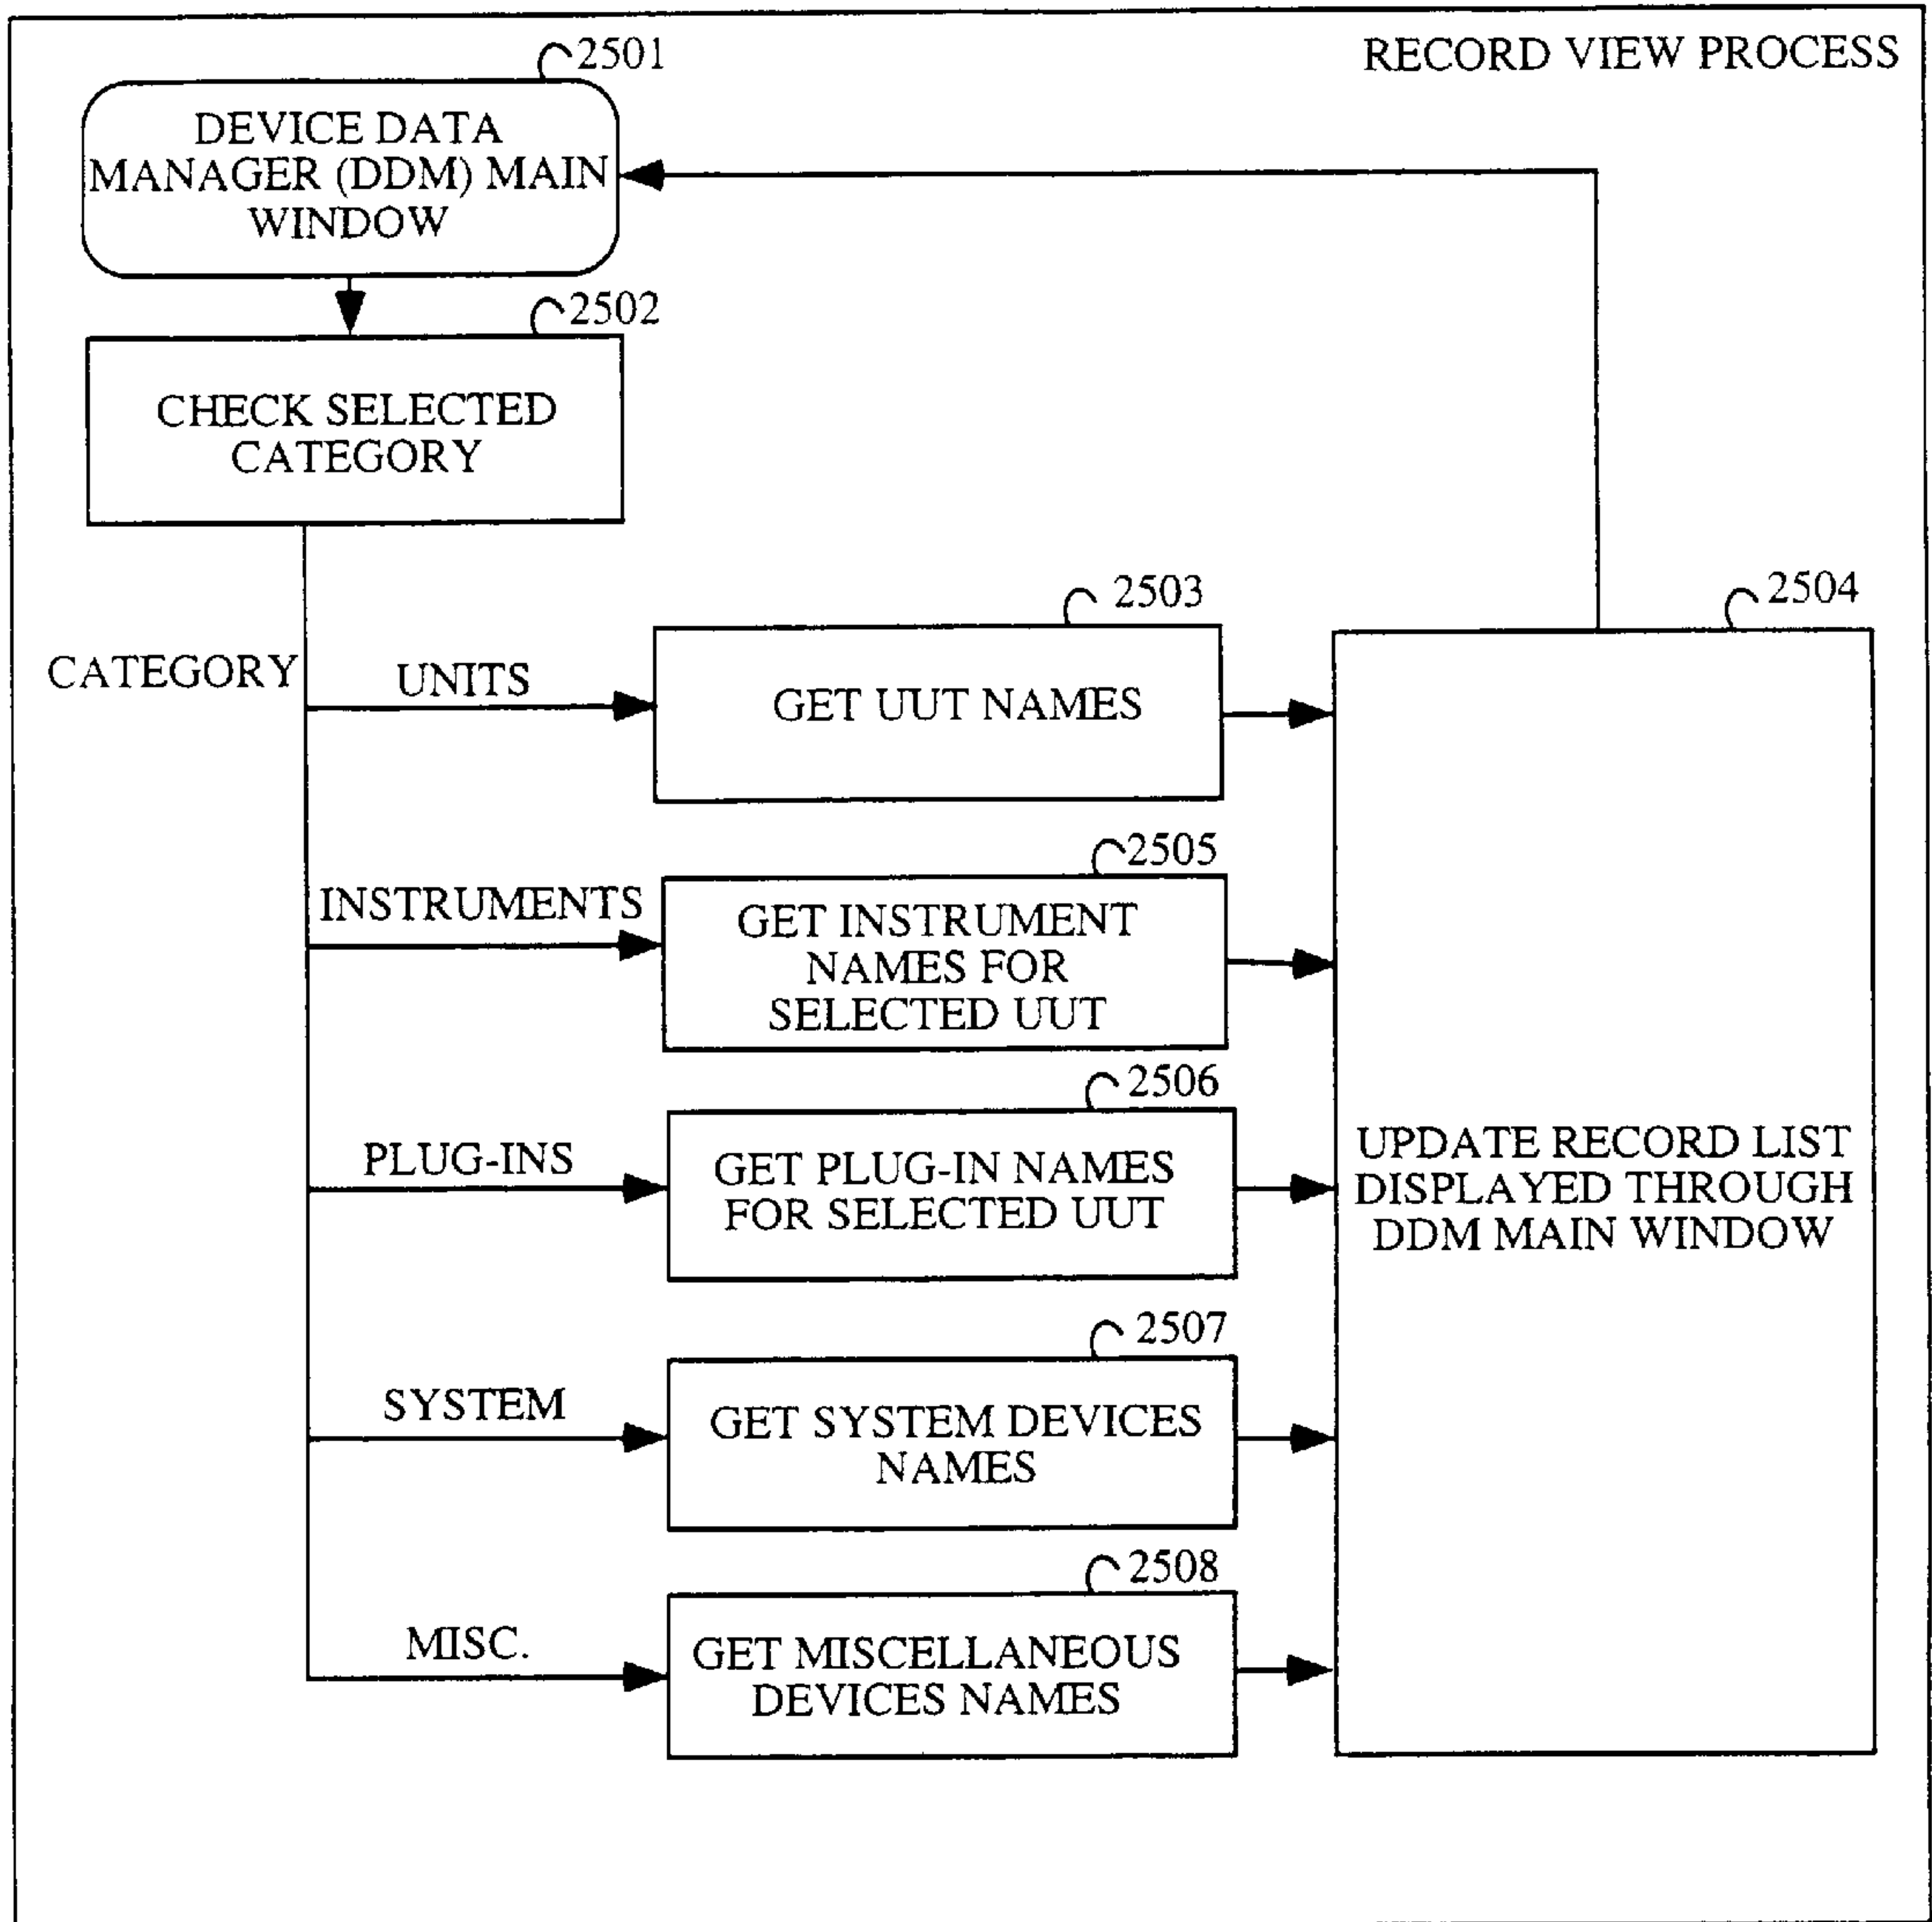 RECORD VIEW PROCESS
2501
DEVICE DATA
MANAGER (DDM) MAIN
WINDOW
2502
CHECK SELECTED
CATEGORY
CATEGORY
UNITS
2503
GET UUT NAMES
2504
UPDATE RECORD LIST
DISPLAYED THROUGH
DDM MAIN WINDOW
INSTRUMENTS
2505
GET INSTRUMENT
NAMES FOR
SELECTED UUT
PLUG-INS
2506
GET PLUG-IN NAMES
FOR SELECTED UUT
SYSTEM
2507
GET SYSTEM DEVICES
NAMES
MISC.
2508
GET MISCELLANEOUS
DEVICES NAMES